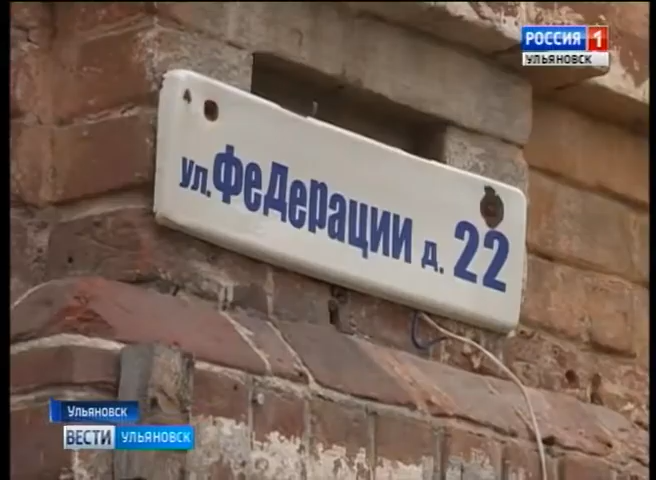 РОССИЯ 1
УЛЬЯНОВСК
ул. Федерации д. 22
Ульяновск
ВЕСТИ УЛЬЯНОВСК